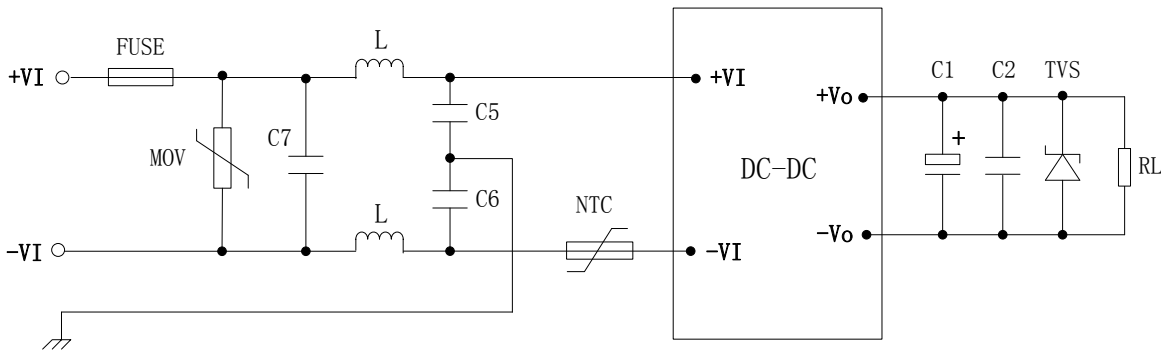 FUSE
L
+VI
+VI
C5
C7
MOV
C6
L
NTC
-VI
-VI
DC-DC
+Vo
-Vo
C1
C2
TVS
+
RL